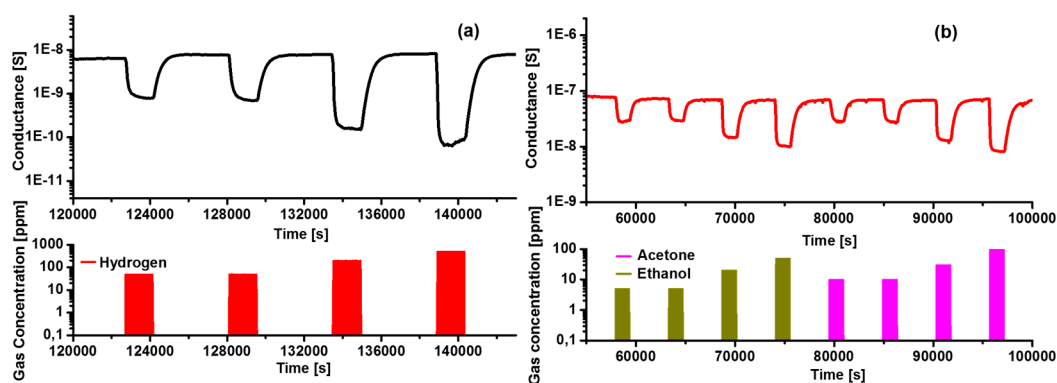 (a)
Conductance [S]
1E-8
1E-9
1E-10
1E-11
120000 124000 128000 132000 136000 140000
Time [s]
Gas Concentration [ppm]
1000
100
10
1
0,1
Hydrogen
120000 124000 128000 132000 136000 140000
Time [s]
(b)
Conductance [S]
1E-6
1E-7
1E-8
1E-9
60000 70000 80000 90000 100000
Time [s]
Gas concentration [ppm]
100
10
1
0,1
Acetone
Ethanol
60000 70000 80000 90000 100000
Time [s]